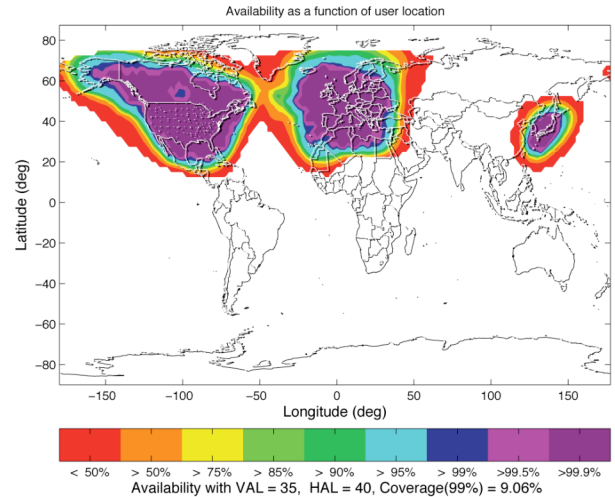 Availability as a function of user location
80
60
40
20
0
−20
−40
−60
−80
Latitude (deg)
−150 −100 −50 0 50 100 150
Longitude (deg)
< 50% > 50% > 75% > 85% > 90% > 95% > 99% >99.5% >99.9%
Availability with VAL = 35, HAL = 40, Coverage(99%) = 9.06%